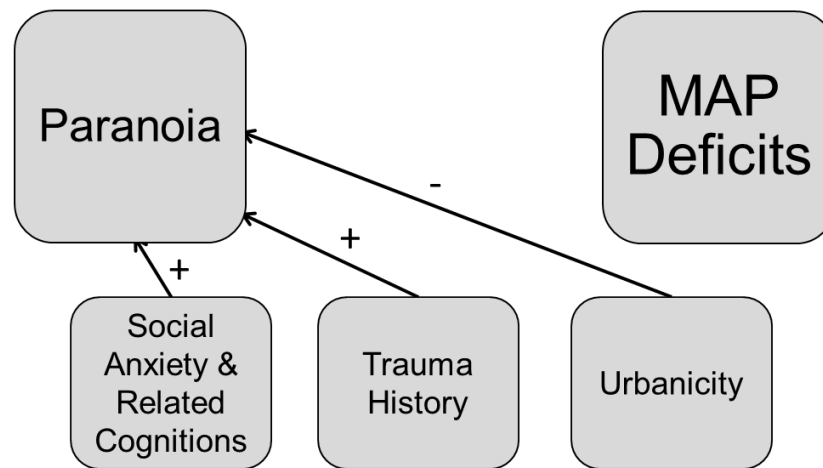 Paranoia
MAP
Deficits
-
+
+
Social
Anxiety &
Related
Cognitions
Trauma
History
Urbanicity